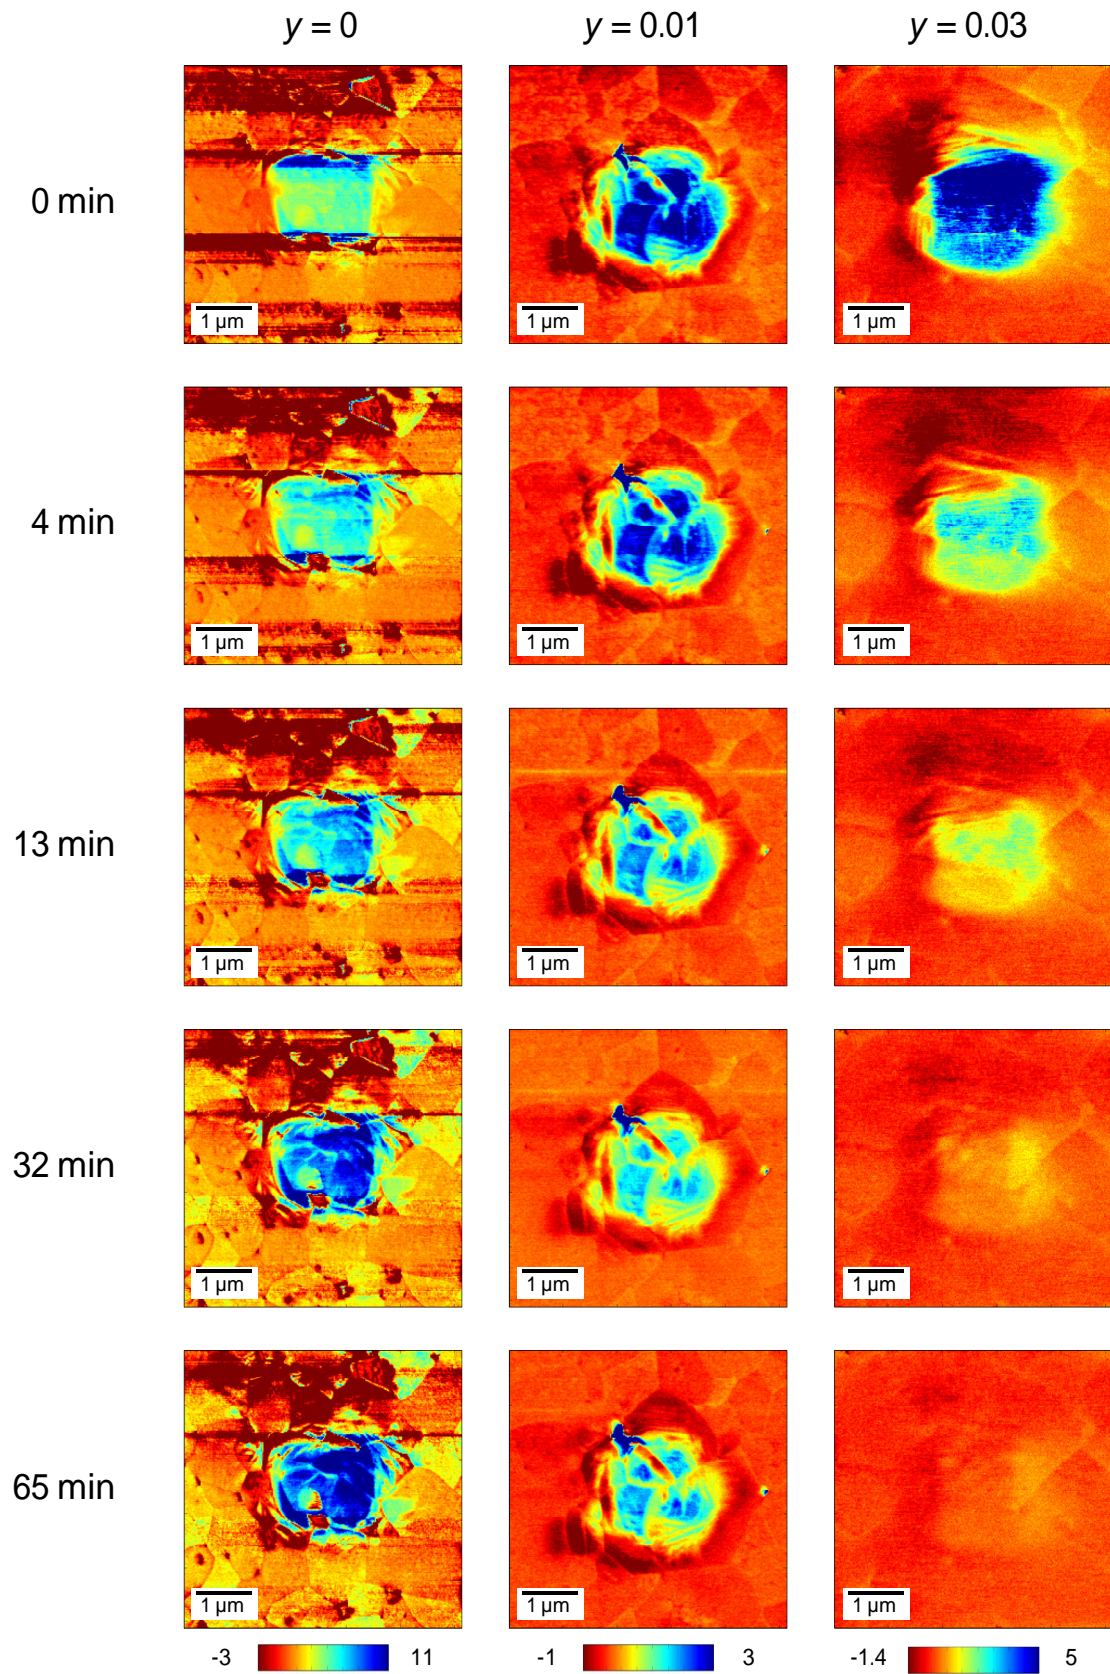 y = 0 y = 0.01 y = 0.03
0 min
1 µm 1 µm 1 µm
4 min
1 µm 1 µm 1 µm
13 min
1 µm 1 µm 1 µm
32 min
1 µm 1 µm 1 µm
65 min
1 µm 1 µm 1 µm
-3 11 -1 3 -1.4 5